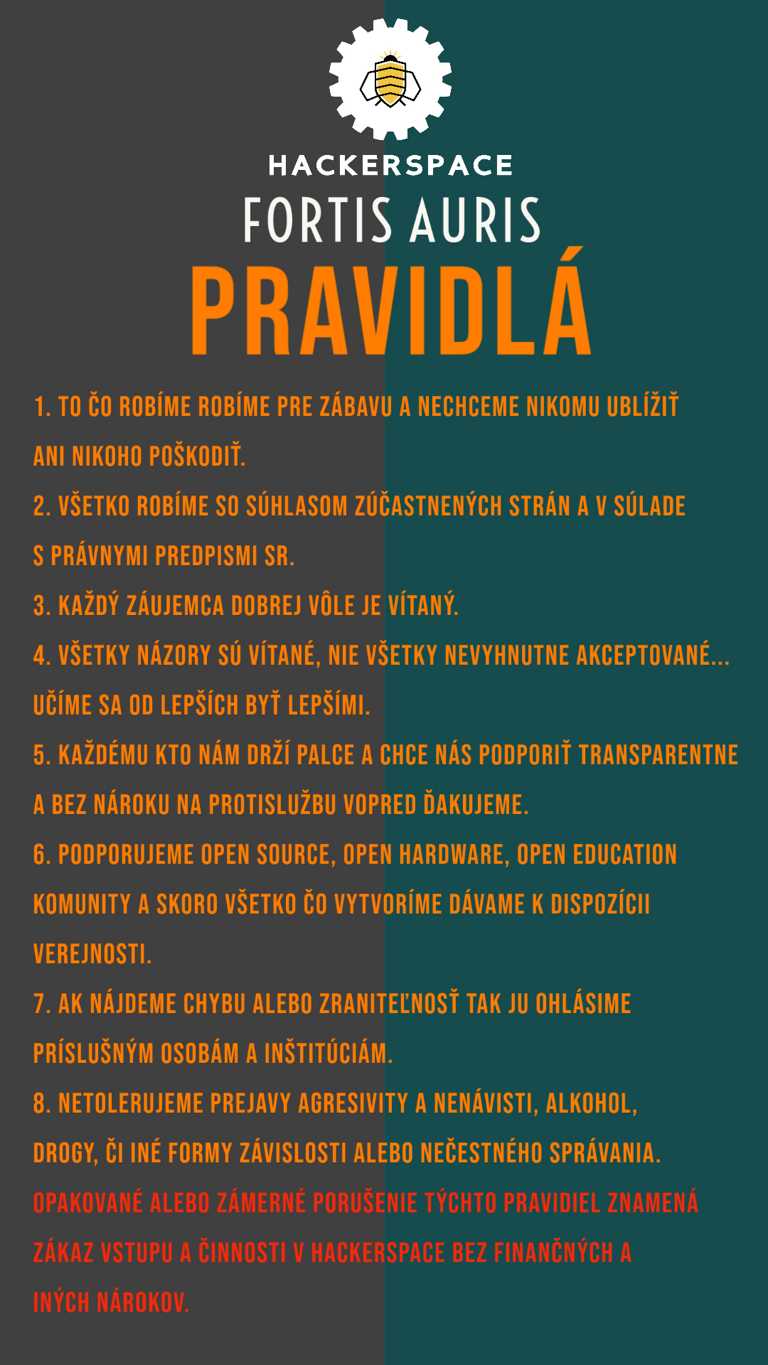 HACKERSPACE
FORTIS AURIS
PRAVIDLÁ
1. TO ČO ROBÍME ROBÍME PRE ZÁBAVU A NECHCEME NIKOMU UBLÍŽIŤ
ANI NIKOHO POŠKODIŤ.
2. VŠETKO ROBÍME SO SÚHLASOM ZÚČASTNENÝCH STRÁN A V SÚLADE
S PRÁVNYMI PREDPISMI SR.
3. KAŽDÝ ZÁUJEMCA DOBREJ VÔLE JE VÍTANÝ.
4. VŠETKY NÁZORY SÚ VÍTANÉ, NIE VŠETKY NEVYHNUTNE AKCEPTOVANÉ...
UČÍME SA OD LEPŠÍCH BYŤ LEPŠÍMI.
5. KAŽDÉMU KTO NÁM DRŽÍ PALCE A CHCE NÁS PODPORIŤ TRANSPARENTNE
A BEZ NÁROKU NA PROTISLUŽBU VOPRED ĎAKUJEME.
6. PODPORUJEME OPEN SOURCE, OPEN HARDWARE, OPEN EDUCATION
KOMUNITY A SKORO VŠETKO ČO VYTVORÍME DÁVAME K DISPOZÍCII
VEREJNOSTI.
7. AK NÁJDEME CHYBU ALEBO ZRANITEĽNOSŤ TAK JU OHLÁSIME
PRÍSLUŠNÝM OSOBÁM A INŠTITÚCIÁM.
8. NETOLERUJEME PREJAVY AGRESIVITY A NENÁVISTI, ALKOHOL,
DROGY, ČI INÉ FORMY ZÁVISLOSTI ALEBO NEČESTNÉHO SPRÁVANIA.
OPAKOVANÉ ALEBO ZÁMERNÉ PORUŠENIE TÝCHTO PRAVIDIEL ZNAMENÁ
ZÁKAZ VSTUPU A ČINNOSTI V HACKERSPACE BEZ FINANČNÝCH A
INÝCH NÁROKOV.